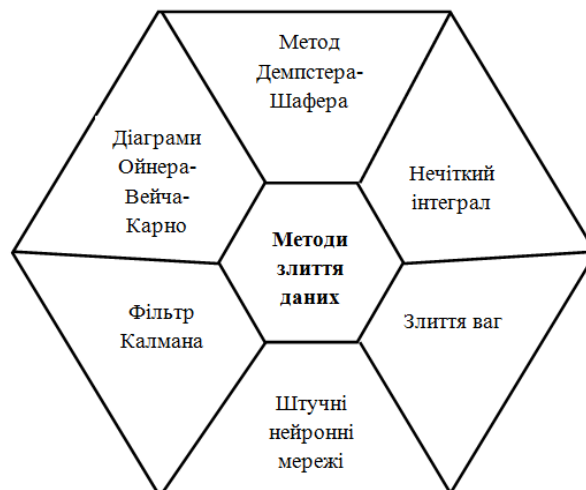 Метод
Демпстера-
Шафера
Діаграми
Ойнера-
Вейча-
Карно
Нечіткий
інтеграл
Методи
злиття
даних
Фільтр
Калмана
Злиття ваг
Штучні
нейронні
мережі